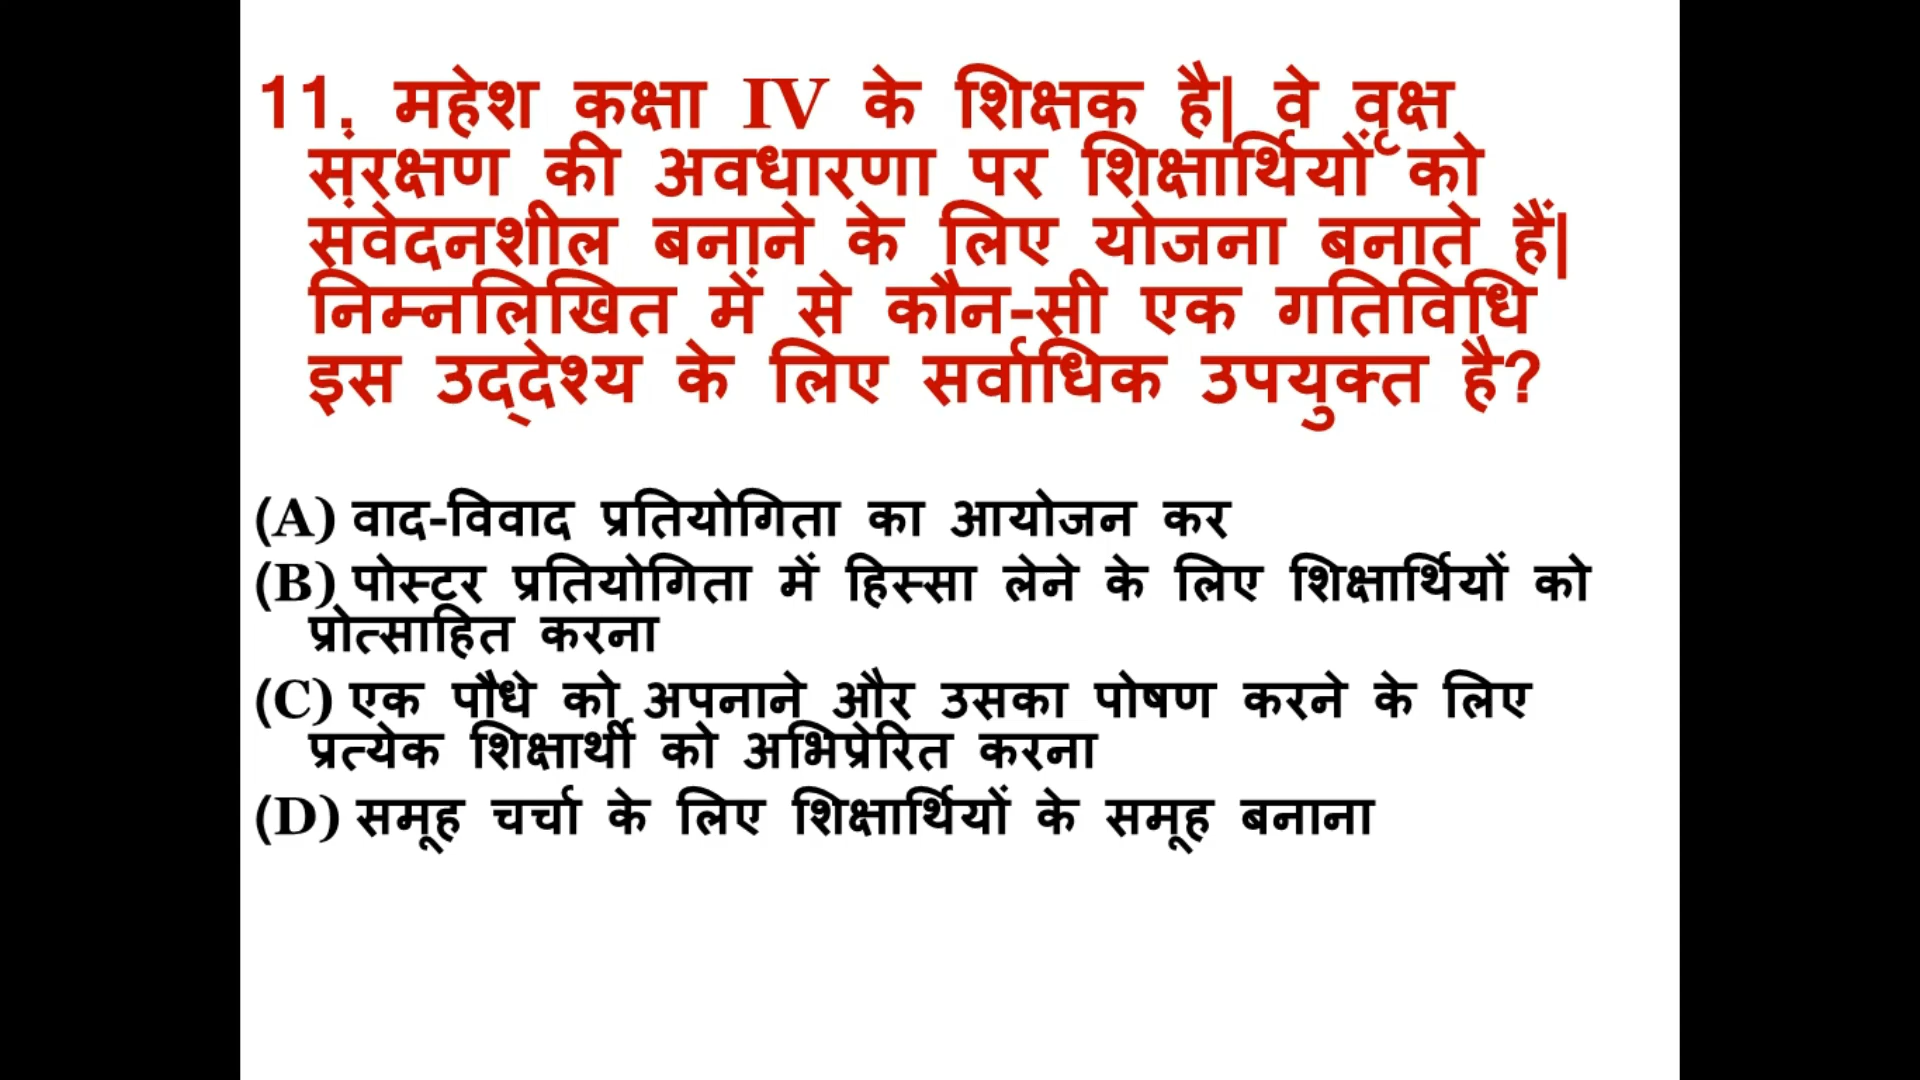 11. महेश कक्षा IV के शिक्षक है| वे वृक्ष
संरक्षण की अवधारणा पर शिक्षार्थियों को
संवेदनशील बनाने के लिए योजना बनाते हैं|
निम्नलिखित में से कौन-सी एक गतिविधि
इस उद्देश्य के लिए सर्वाधिक उपयुक्त है?
(A) वाद-विवाद प्रतियोगिता का आयोजन कर
(B) पोस्टर प्रतियोगिता में हिस्सा लेने के लिए शिक्षार्थियों को
प्रोत्साहित करना
(C) एक पौधे को अपनाने और उसका पोषण करने के लिए
प्रत्येक शिक्षार्थी को अभिप्रेरित करना
(D) समूह चर्चा के लिए शिक्षार्थियों के समूह बनाना